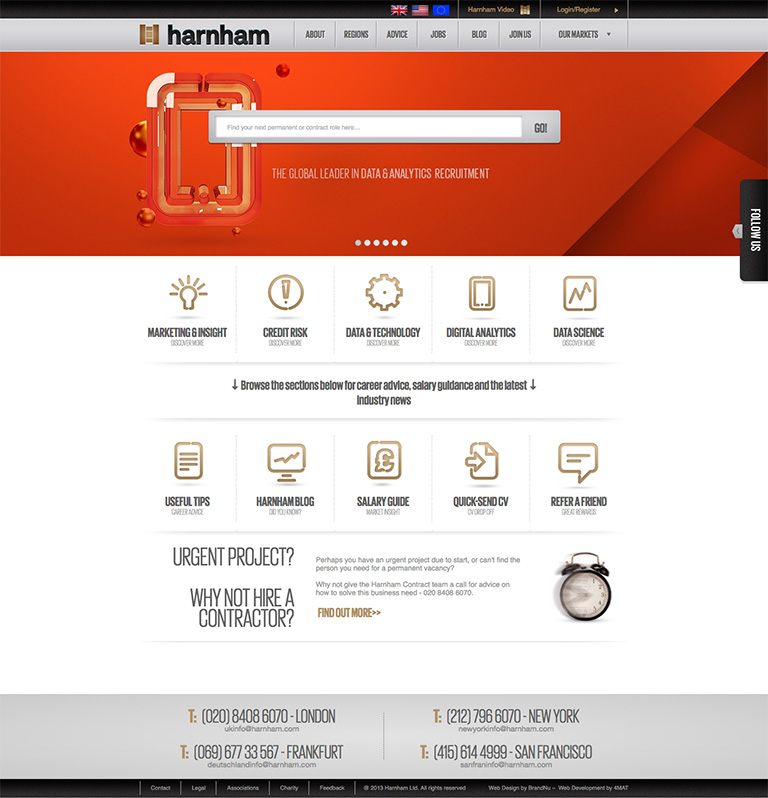 Harnham Video
Login/Register
harnham
ABOUT
REGIONS
ADVICE
JOBS
BLOG
JOIN US
OUR MARKETS
Find your next permanent or contract role here...
GO!
THE GLOBAL LEADER IN DATA & ANALYTICS RECRUITMENT
FOLLOW US
MARKETING & INSIGHT
DISCOVER MORE
CREDIT RISK
DISCOVER MORE
DATA & TECHNOLOGY
DISCOVER MORE
DIGITAL ANALYTICS
DISCOVER MORE
DATA SCIENCE
DISCOVER MORE
↓ Browse the sections below for career advice, salary guidance and the latest ↓
industry news
USEFUL TIPS
CAREER ADVICE
HARNHAM BLOG
DID YOU KNOW?
£
SALARY GUIDE
MARKET INSIGHT
QUICK-SEND CV
CV DROP OFF
REFER A FRIEND
GREAT REWARDS
URGENT PROJECT?
WHY NOT HIRE A
CONTRACTOR?
Perhaps you have an urgent project due to start, or can't find the
person you need for a permanent vacancy?
Why not give the Harnham Contract team a call for advice on
how to solve this business need - 020 8408 6070.
FIND OUT MORE>>
T: (020) 8408 6070 - LONDON
ukinfo@harnham.com
T: (212) 796 6070 - NEW YORK
newyorkinfo@harnham.com
T: (069) 677 33 567 - FRANKFURT
deutschlandinfo@harnham.com
T: (415) 614 4999 - SAN FRANCISCO
sanfraninfo@harnham.com
Contact
Legal
Associations
Charity
Feedback
© 2013 Harnham Ltd. All rights reserved
Web Design by BrandNu – Web Development by 4MAT